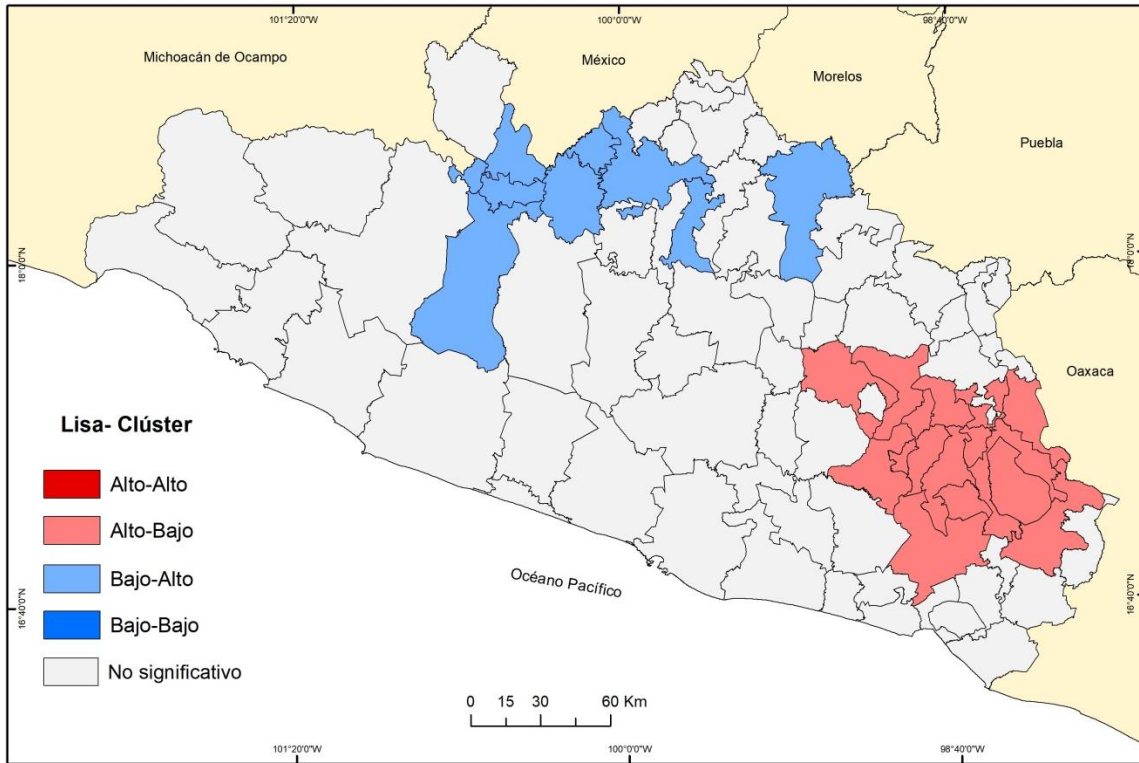 101°20'0"W
100°0'0"W
98°40'0"W
Michoacán de Ocampo
México
Morelos
Puebla
18°0'0"N
18°0'0"N
Oaxaca
Lisa- Clúster
Alto-Alto
Alto-Bajo
Bajo-Alto
Bajo-Bajo
No significativo
Océano Pacífico
16°40'0"N
16°40'0"N
0 15 30 60 Km
101°20'0"W
100°0'0"W
98°40'0"W